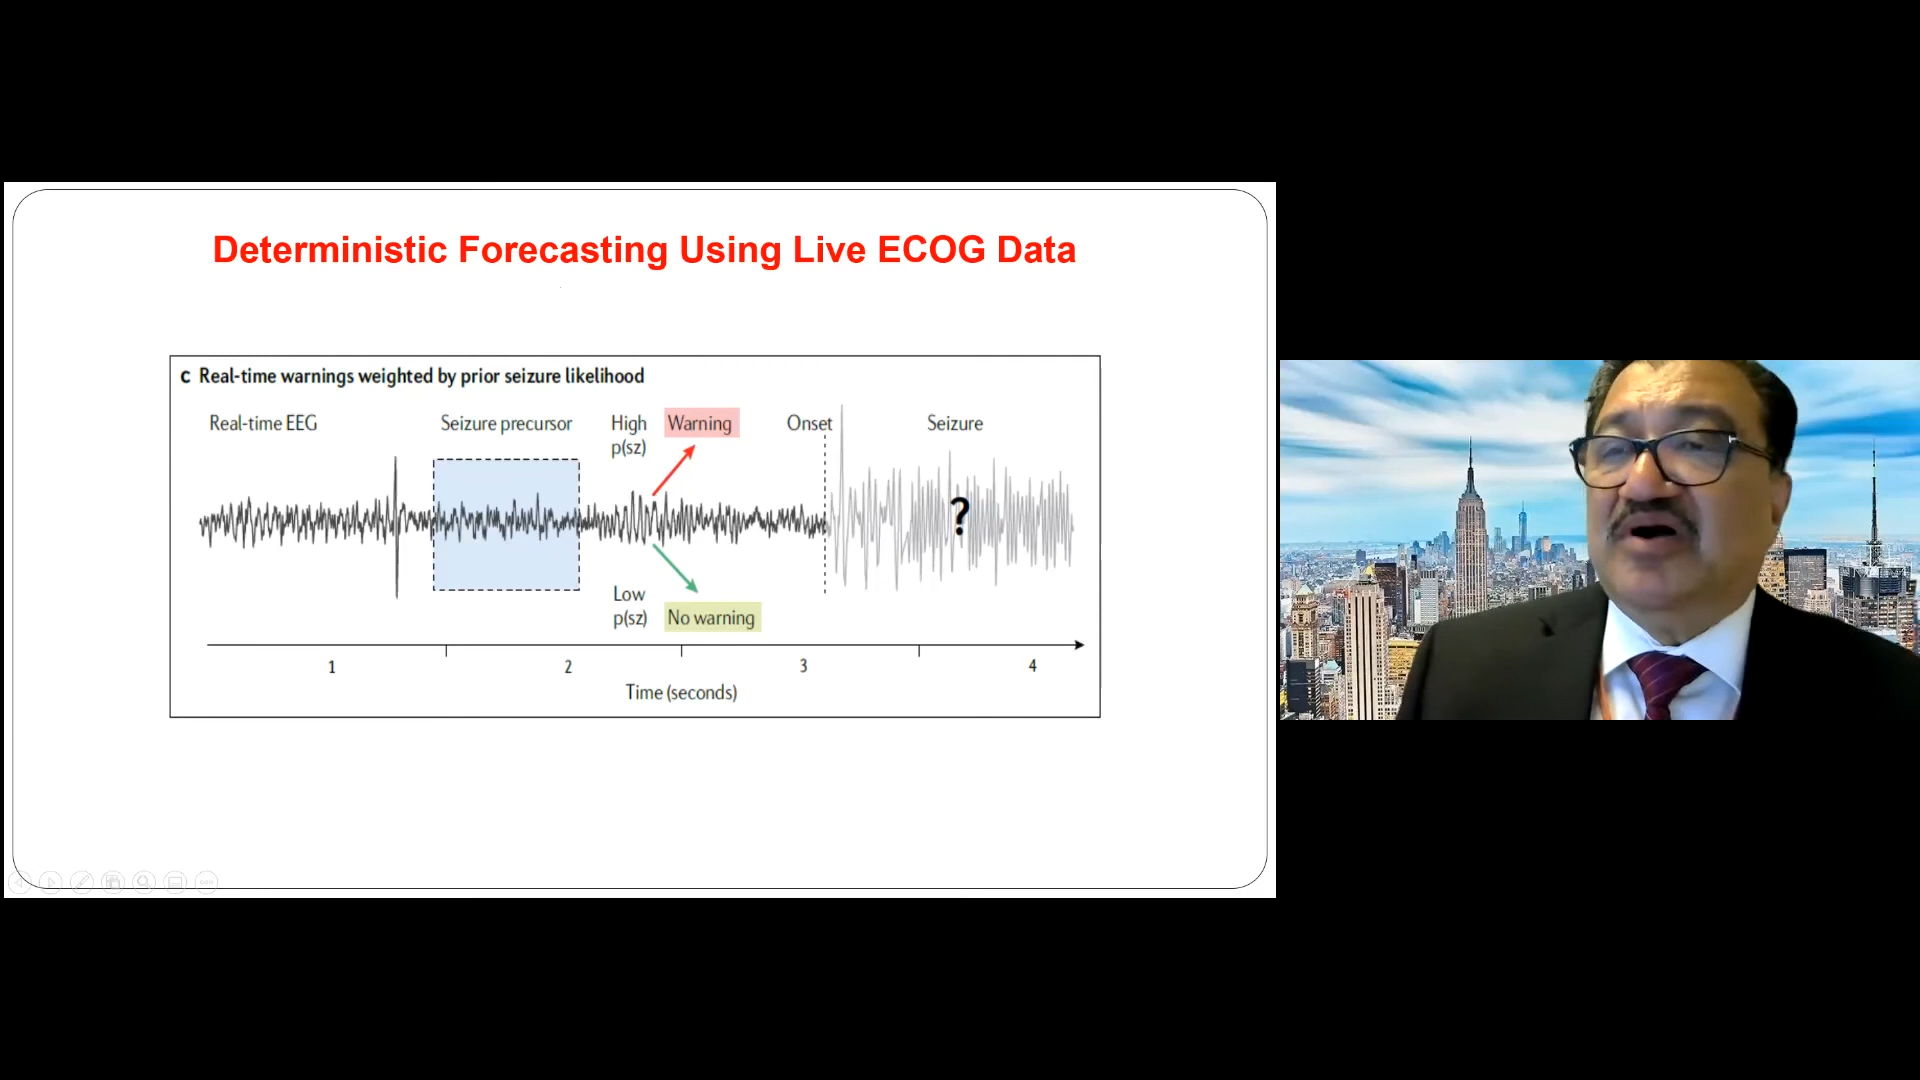 Deterministic Forecasting Using Live ECOG Data
c Real-time warnings weighted by prior seizure likelihood
Real-time EEG
Seizure precursor
High
p(sz)
Warning
Onset
Seizure
?
Low
p(sz)
No warning
1
2
3
4
Time (seconds)